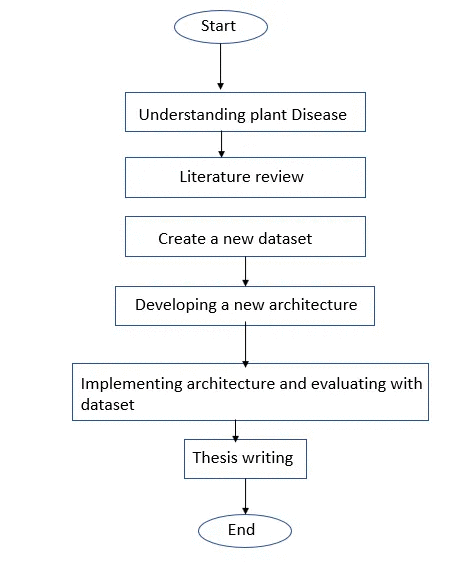 Start
Understanding plant Disease
Literature review
Create a new dataset
Developing a new architecture
Implementing architecture and evaluating with
dataset
Thesis writing
End